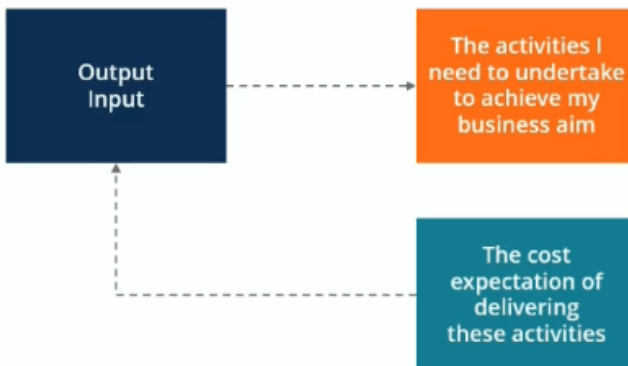 Output
Input
The activities I
need to undertake
to achieve my
business aim
The cost
expectation of
delivering
these activities